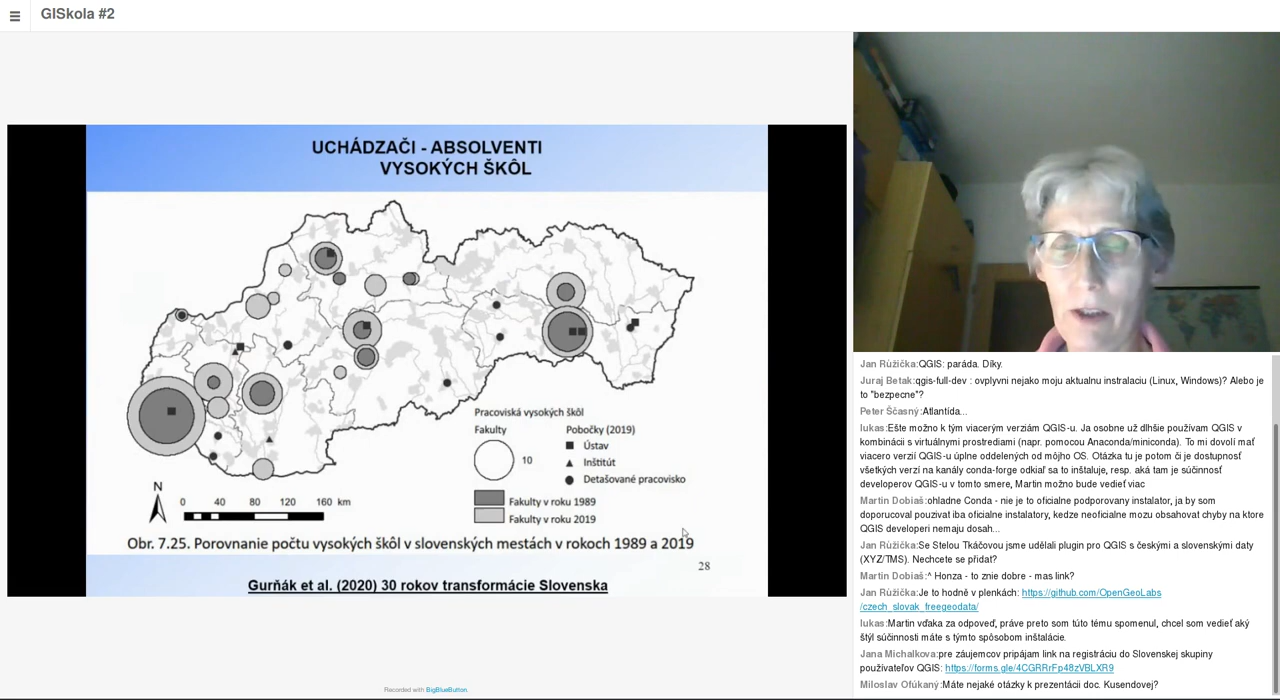 GISkola #2
UCHÁDZAČI - ABSOLVENTI
VYSOKÝCH ŠKÔL
Pracoviská vysokých škôl
Fakulty
Pobočky (2019)
10
Ústav
Inštitút
Detašované pracovisko
Fakulty v roku 1989
Fakulty v roku 2019
N
0 40 80 120 160 km
Obr. 7.25. Porovnanie počtu vysokých škôl v slovenských mestách v rokoch 1989 a 2019
28
Gurňák et al. (2020) 30 rokov transformácie Slovenska
Recorded with BigBlueButton.
Jan Růžička:QGIS: paráda. Díky.
Juraj Betak:qgis-full-dev : ovplyvni nejako moju aktualnu instalaciu (Linux, Windows)? Alebo je
to "bezpecne"?
Peter Ščasný:Atlantída...
lukas:Ešte možno k tým viacerým verziám QGIS-u. Ja osobne už dlhšie používam QGIS v
kombinácii s virtuálnymi prostrediami (napr. pomocou Anaconda/miniconda). To mi dovolí mať
viacero verzií QGIS-u úplne oddelených od môjho OS. Otázka tu je potom či je dostupnosť
všetkých verzí na kanály conda-forge odkiaľ sa to inštaluje, resp. aká tam je súčinnosť
developerov QGIS-u v tomto smere, Martin možno bude vedieť viac
Martin Dobiaš:ohladne Conda - nie je to oficialne podporovany instalator, ja by som
doporucoval pouzivat iba oficialne instalatory, kedze neoficialne mozu obsahovat chyby na ktore
QGIS developeri nemaju dosah...
Jan Růžička:Se Stelou Tkáčovou jsme udělali plugin pro QGIS s českými a slovenskými daty
(XYZ/TMS). Nechcete se přidat?
Martin Dobiaš:^ Honza - to znie dobre - mas link?
Jan Růžička:Je to hodně v plenkách: https://github.com/OpenGeoLabs
/czech_slovak_freegeodata/
lukas:Martin vďaka za odpoveď, práve preto som túto tému spomenul, chcel som vedieť aký
štýl súčinnosti máte s týmto spôsobom inštalácie.
Jana Michalkova:pre záujemcov pripájam link na registráciu do Slovenskej skupiny
používateľov QGIS: https://forms.gle/4CGRRrFp48zVBLXR9
Miloslav Ofúkaný:Máte nejaké otázky k prezentácii doc. Kusendovej?